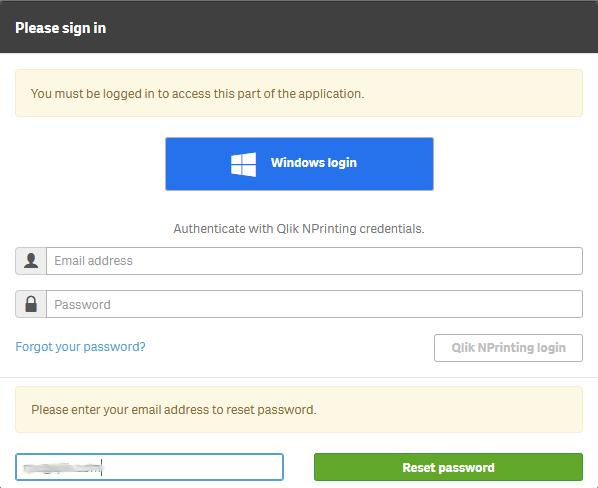 Please sign in
You must be logged in to access this part of the application.
Windows login
Authenticate with Qlik NPrinting credentials.
Email address
Password
Forgot your password?
Qlik NPrinting login
Please enter your email address to reset password.
Reset password